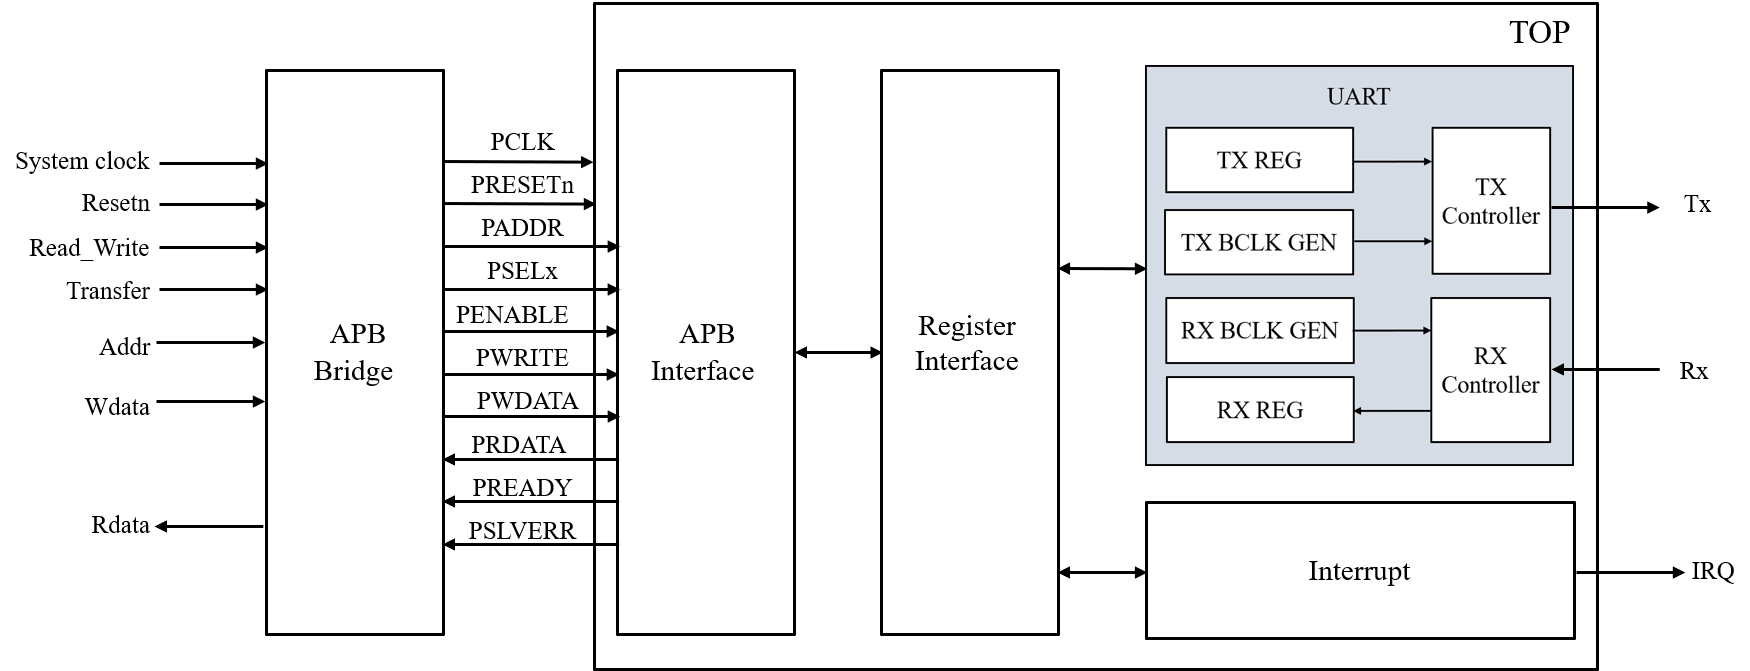 TOP
UART
System clock
Resetn
Read_Write
Transfer
Addr
Wdata
Rdata
APB
Bridge
PCLK
PRESETn
PADDR
PSELx
PENABLE
PWRITE
PWDATA
PRDATA
PREADY
PSLVERR
APB
Interface
Register
Interface
TX REG
TX BCLK GEN
TX
Controller
RX BCLK GEN
RX REG
RX
Controller
Interrupt
Tx
Rx
IRQ